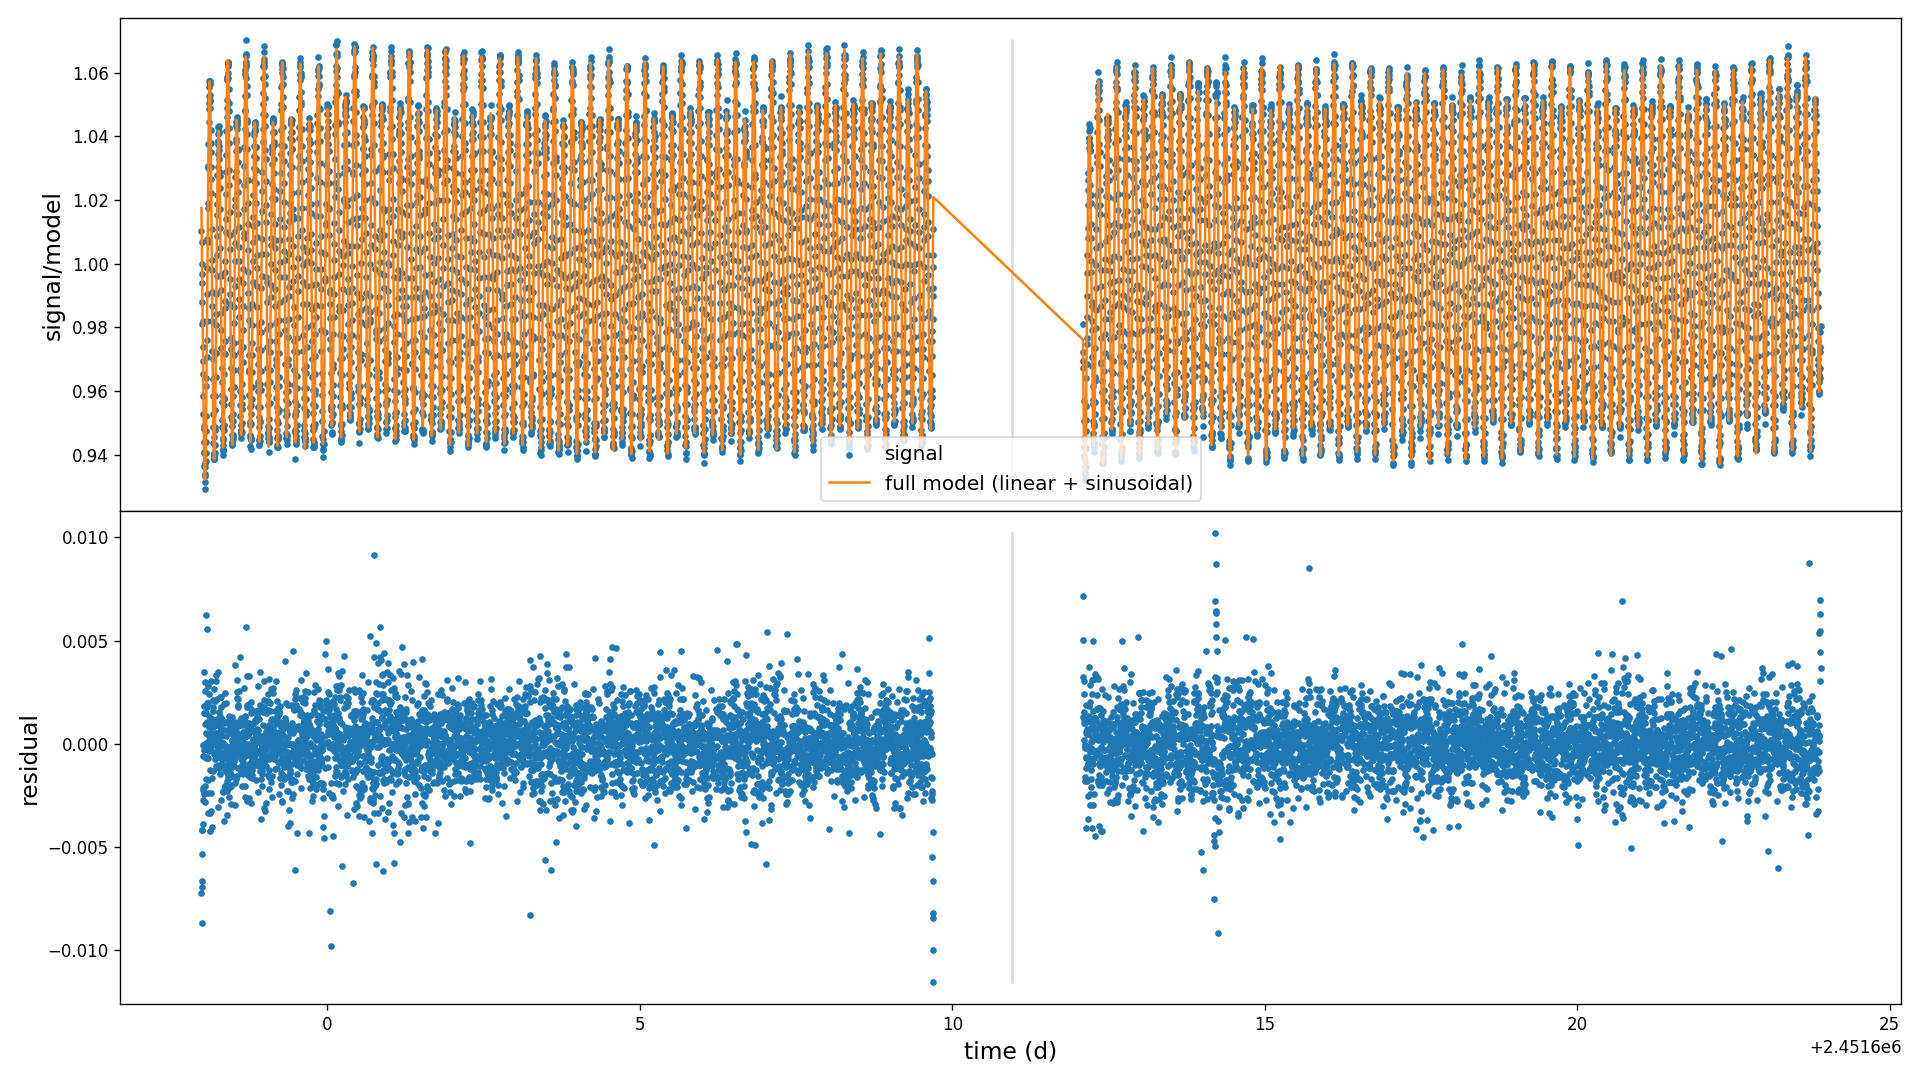 1.06
1.04
1.02
1.00
0.98
0.96
0.94
signal/model
signal
full model (linear + sinusoidal)
0.010
0.005
0.000
−0.005
−0.010
residual
0 5 10 15 20 25
time (d)
+2.4516e6